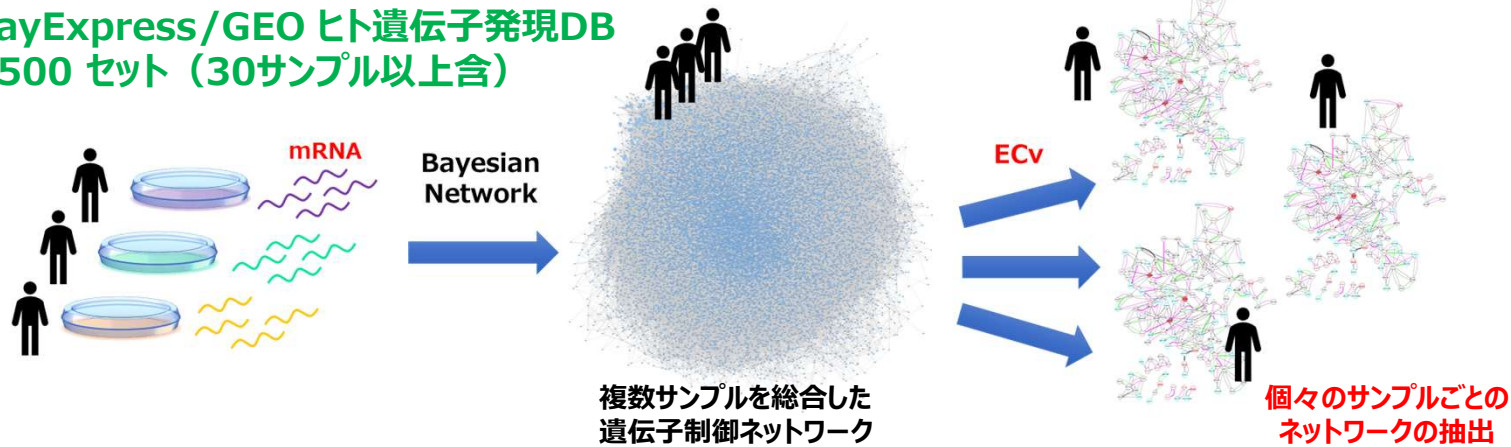 ayExpress/GEO ヒト遺伝子発現DB
500 セット（30サンプル以上含）
mRNA
Bayesian
Network
ECv
複数サンプルを総合した
遺伝子制御ネットワーク
個々のサンプルごとの
ネットワークの抽出